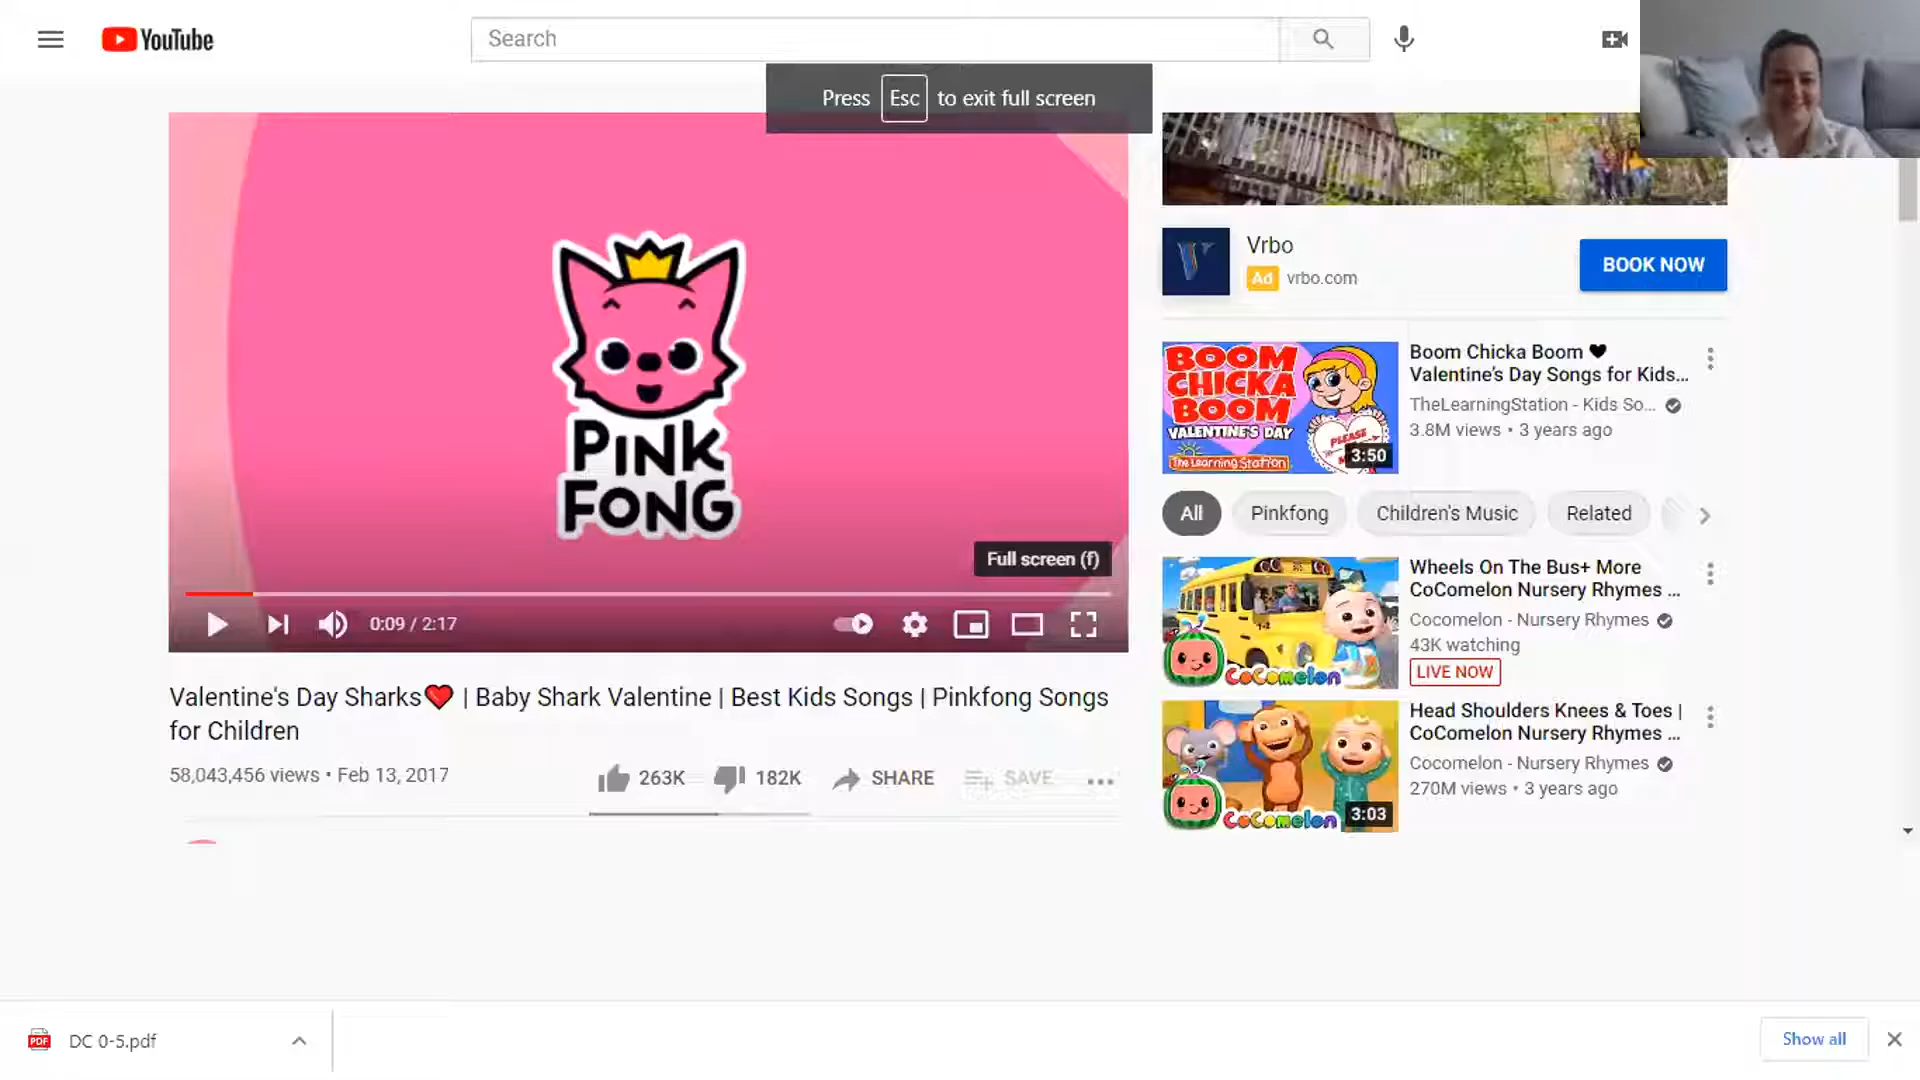 YouTube
Search
Press Esc to exit full screen
PINK
FONG
Full screen (f)
0:09 / 2:17
Valentine's Day Sharks❤️ | Baby Shark Valentine | Best Kids Songs | Pinkfong Songs
for Children
58,043,456 views • Feb 13, 2017
263K
182K
SHARE
SAVE
Vrbo
Ad vrbo.com
BOOK NOW
BOOM
CHICKA
BOOM
VALENTINE'S DAY
PLEASE
The Learning Station
3:50
Boom Chicka Boom 🖤
Valentine's Day Songs for Kids...
TheLearningStation - Kids So...
3.8M views • 3 years ago
All
Pinkfong
Children's Music
Related
CoComelon
Wheels On The Bus+ More
CoComelon Nursery Rhymes ...
Cocomelon - Nursery Rhymes
43K watching
LIVE NOW
CoComelon
3:03
Head Shoulders Knees & Toes |
CoComelon Nursery Rhymes ...
Cocomelon - Nursery Rhymes
270M views • 3 years ago
PDF
DC 0-5.pdf
Show all